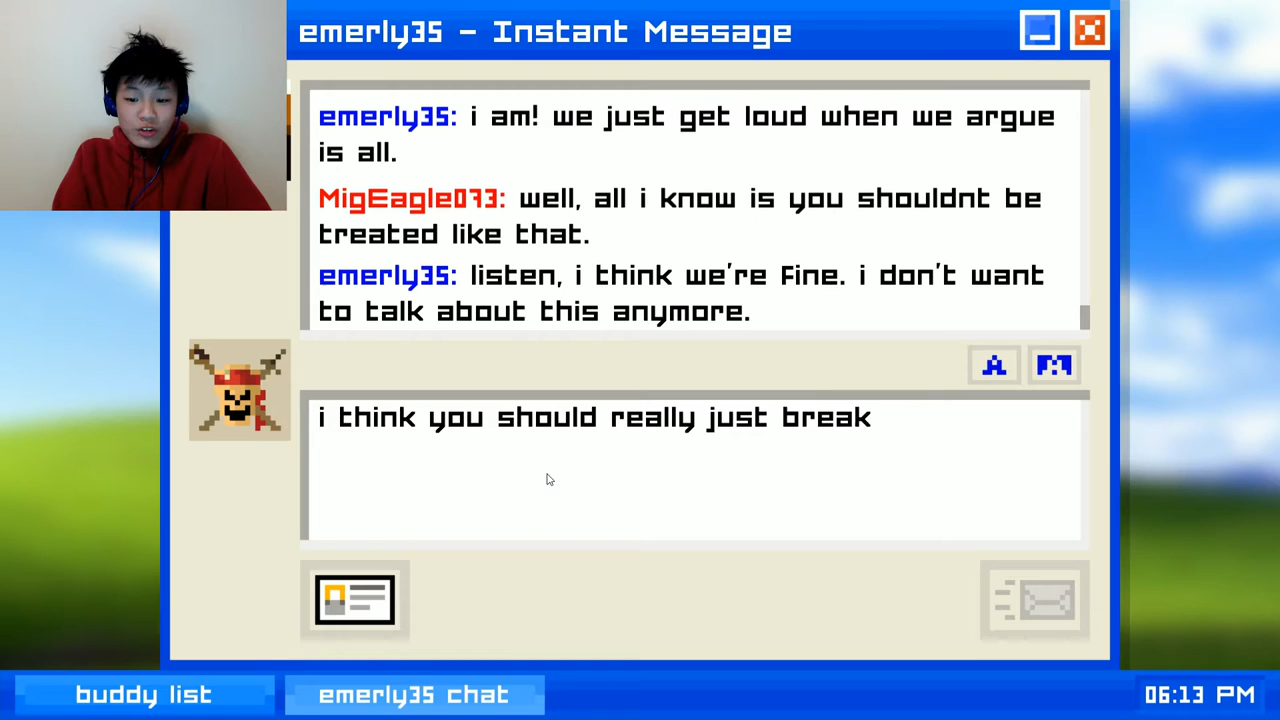 emerly35 - Instant Message
emerly35: i am! we just get loud when we argue
is all.
MigEagle073: well, all i know is you shouldnt be
treated like that.
emerly35: listen, i think we're fine. i don't want
to talk about this anymore.
A
i think you should really just break
buddy list
emerly35 chat
06:13 PM